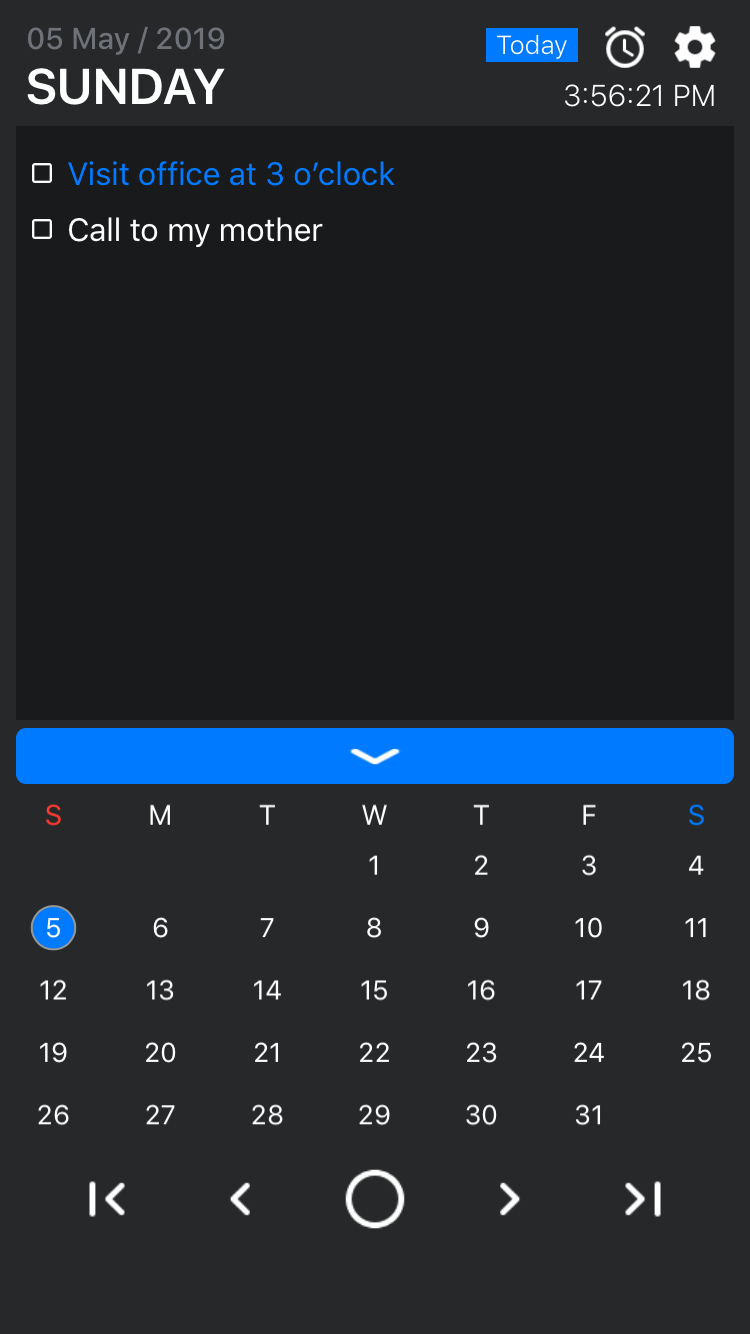 05 May / 2019
Today
SUNDAY
3:56:21 PM
Visit office at 3 o’clock
Call to my mother
S M T W T F S
1 2 3 4
5 6 7 8 9 10 11
12 13 14 15 16 17 18
19 20 21 22 23 24 25
26 27 28 29 30 31